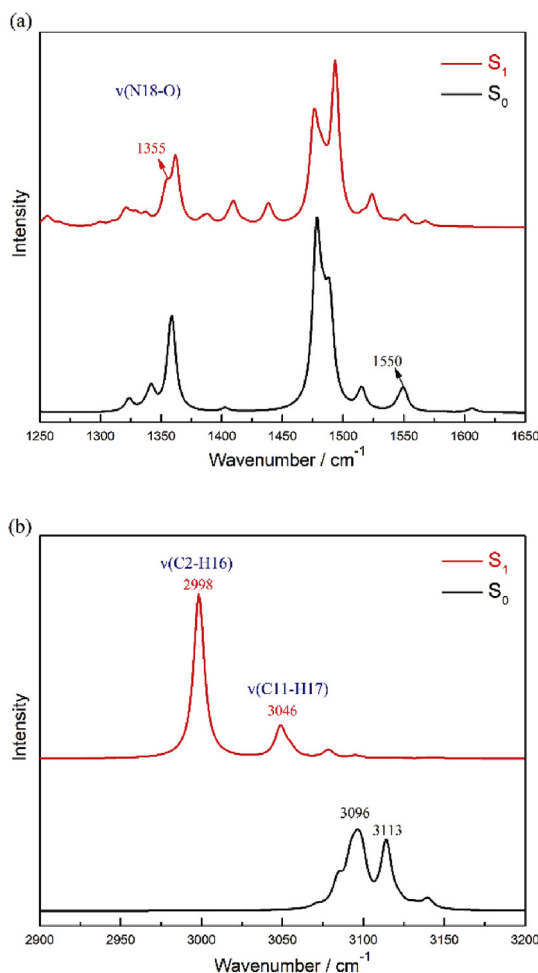 (a)
S₁
S₀
ν(N18-O)
1355
1550
Intensity
1250 1300 1350 1400 1450 1500 1550 1600 1650
Wavenumber / cm⁻¹
(b)
ν(C2-H16)
2998
S₁
S₀
ν(C11-H17)
3046
3096
3113
Intensity
2900 2950 3000 3050 3100 3150 3200
Wavenumber / cm⁻¹